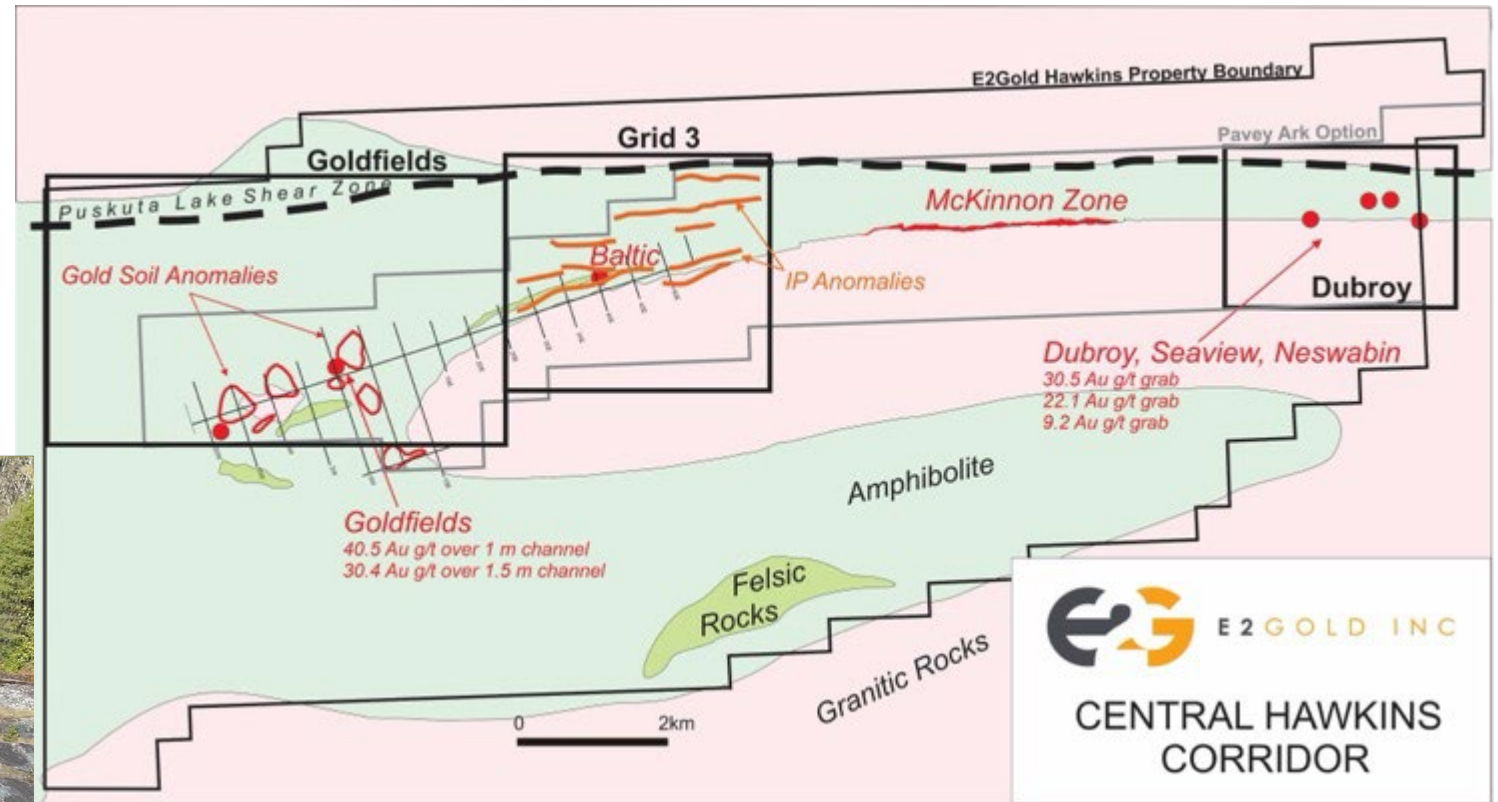 E2Gold Hawkins Property Boundary
Pavey Ark Option
Grid 3
Goldfields
Puskuta Lake Shear Zone
McKinnon Zone
Gold Soil Anomalies
Baltic
IP Anomalies
Dubroy
Dubroy, Seaview, Neswabin
30.5 Au g/t grab
22.1 Au g/t grab
9.2 Au g/t grab
Amphibolite
Goldfields
40.5 Au g/t over 1 m channel
30.4 Au g/t over 1.5 m channel
Felsic
Rocks
Granitic Rocks
0 2km
E2G E2GOLD INC
CENTRAL HAWKINS
CORRIDOR